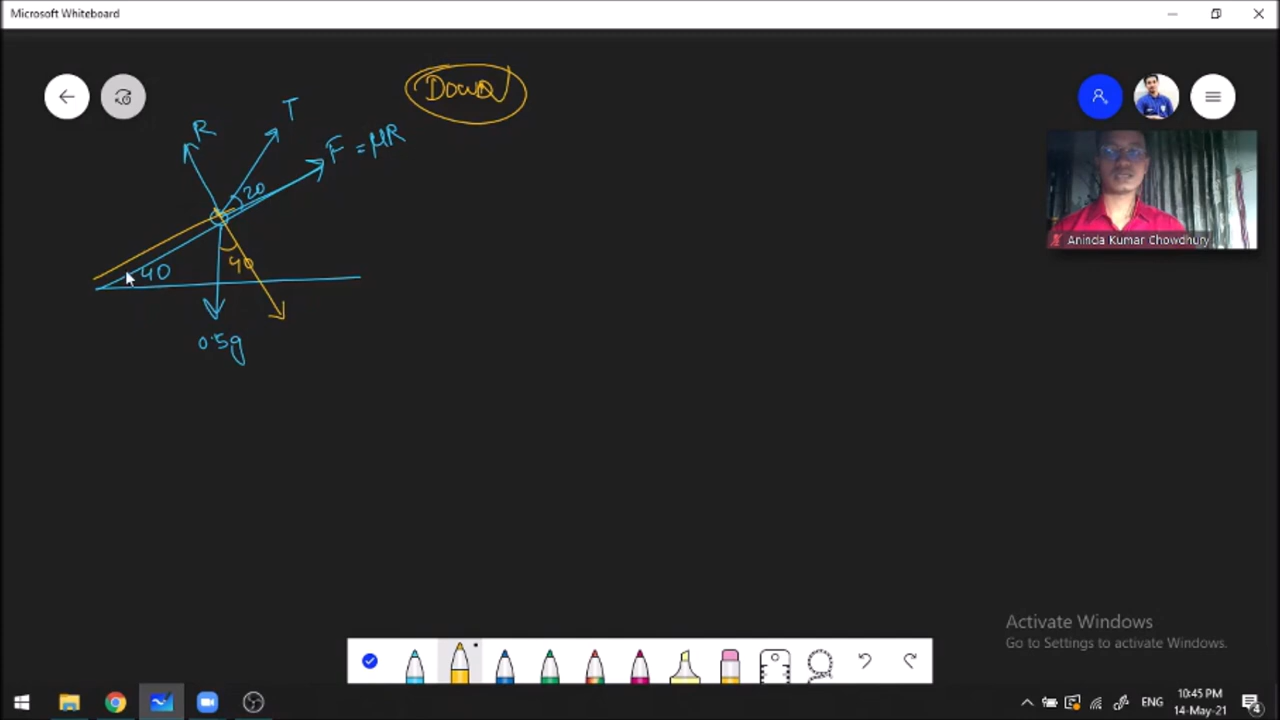 Microsoft Whiteboard
Down
R
T
F = μR
20
40
40
0.5g
Aninda Kumar Chowdhury
Activate Windows
Go to Settings to activate Windows.
ENG
10:45 PM
14-May-21
4